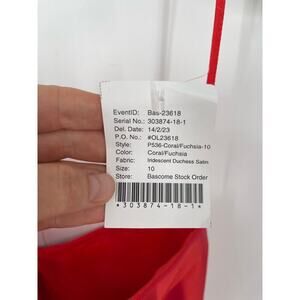 EventID: Bas-23618
Serial No.: 303874-18-1
Del. Date: 14/2/23
P.O. No.: #OL23618
Style: P536-Coral/Fuchsia-10
Color: Coral/Fuchsia
Fabric: Iridescent Duchess Satin
Size: 10
Store: Bascome Stock Order
*303874-18-1*